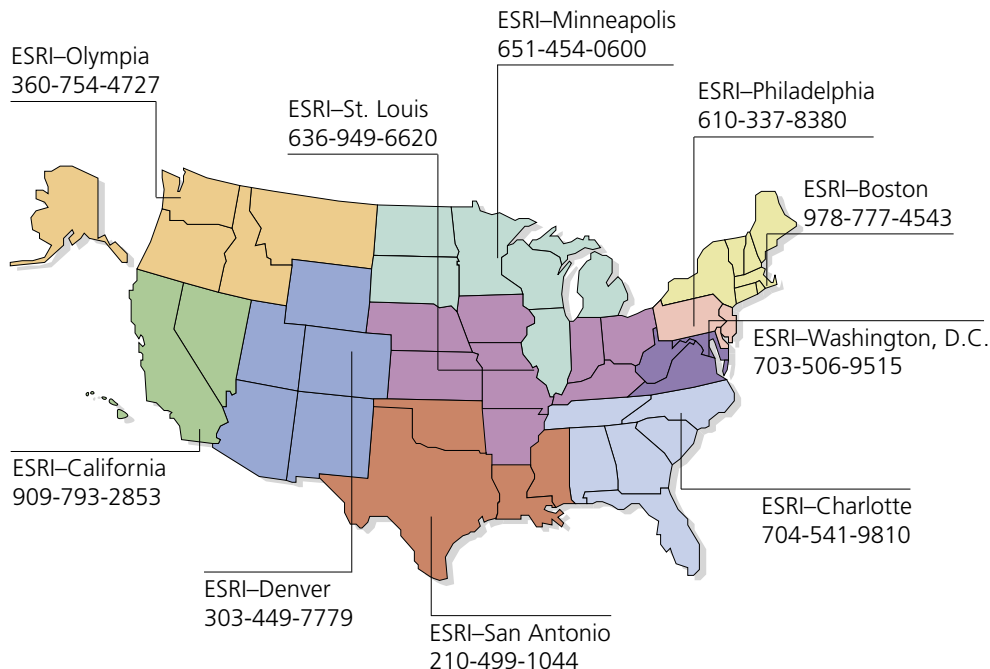 ESRI–Minneapolis
651-454-0600
ESRI–Olympia
360-754-4727
ESRI–St. Louis
636-949-6620
ESRI–Philadelphia
610-337-8380
ESRI–Boston
978-777-4543
ESRI–Washington, D.C.
703-506-9515
ESRI–California
909-793-2853
ESRI–Charlotte
704-541-9810
ESRI–Denver
303-449-7779
ESRI–San Antonio
210-499-1044